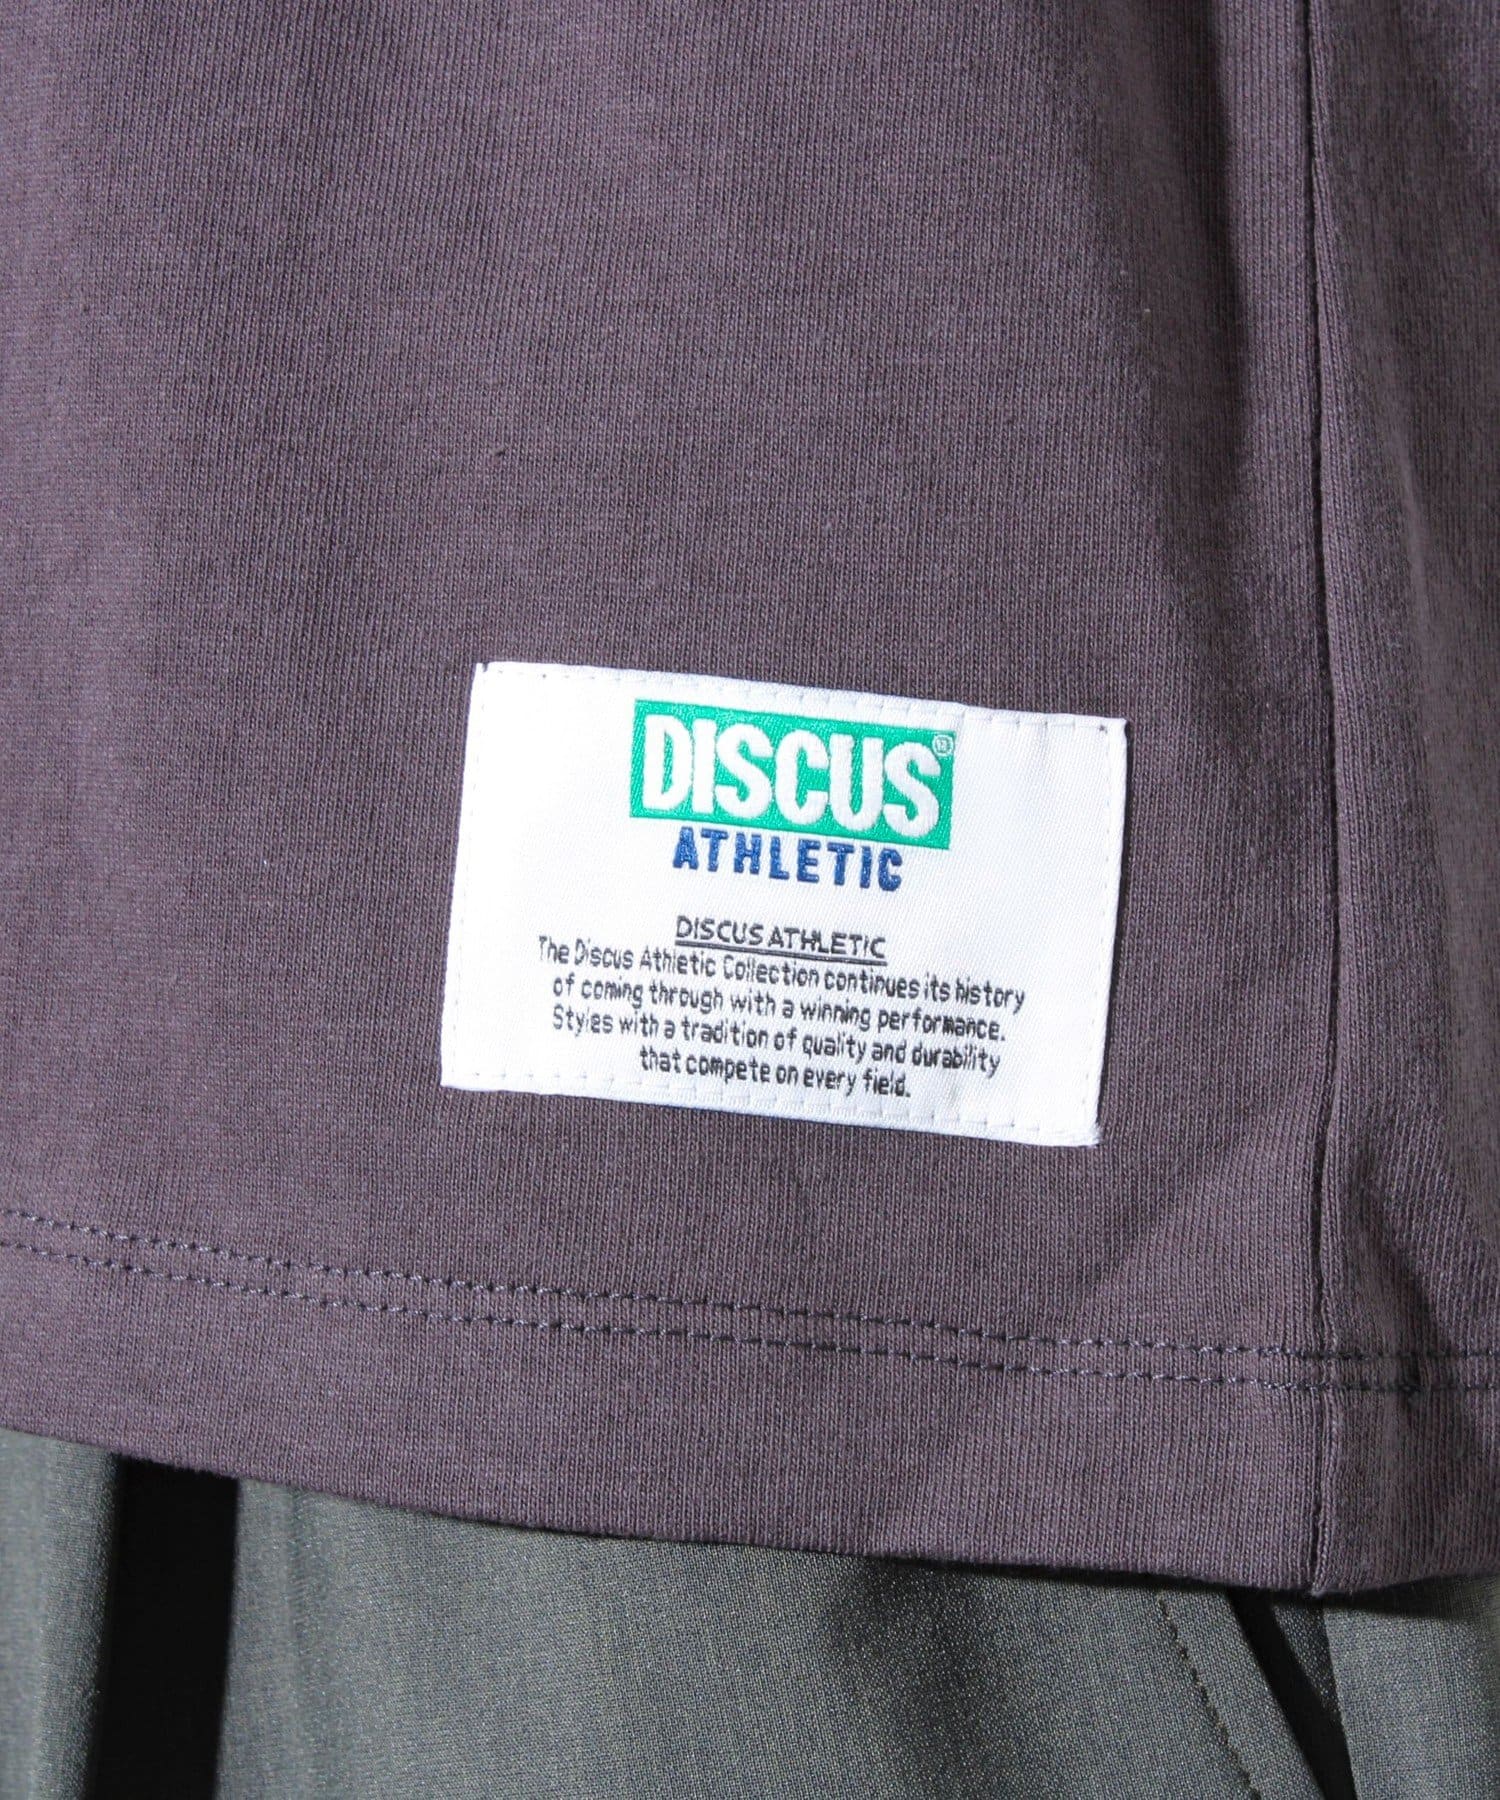 DISCUS®
ATHLETIC
DISCUS ATHLETIC
The Discus Athletic Collection continues its history
of coming through with a winning performance.
Styles with a tradition of quality and durability
that compete on every field.